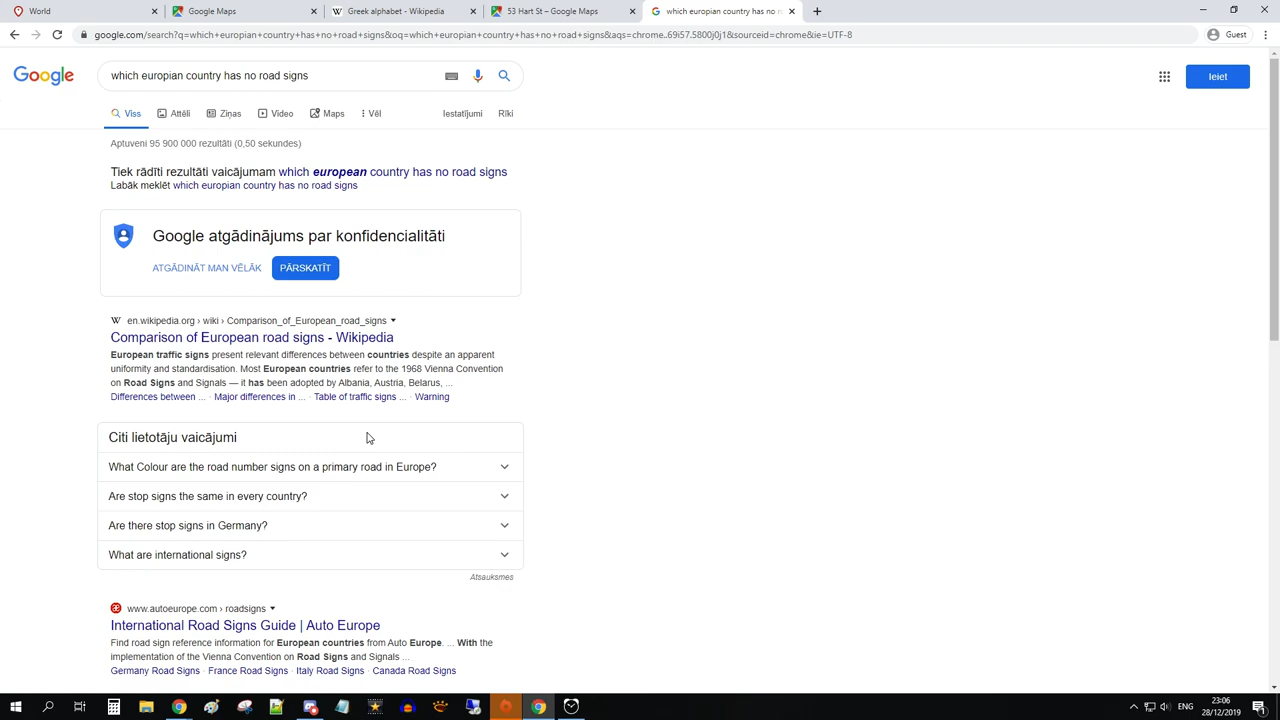 World
Google Maps
Greek alphabet - Wikipedia
53 Hart St – Google Maps
which europian country has no r
google.com/search?q=which+europian+country+has+no+road+signs&oq=which+europian+country+has+no+road+signs&aqs=chrome..69i57.5800j0j1&sourceid=chrome&ie=UTF-8
Guest
Google
which europian country has no road signs
Ieiet
Viss
Attēli
Ziņas
Video
Maps
Vēl
Iestatījumi
Rīki
Aptuveni 95 900 000 rezultāti (0,50 sekundes)
Tiek rādīti rezultāti vaicājumam which european country has no road signs
Labāk meklēt which europian country has no road signs
Google atgādinājums par konfidencialitāti
ATGĀDINĀT MAN VĒLĀK
PĀRSKATĪT
W en.wikipedia.org › wiki › Comparison_of_European_road_signs
Comparison of European road signs - Wikipedia
European traffic signs present relevant differences between countries despite an apparent
uniformity and standardisation. Most European countries refer to the 1968 Vienna Convention
on Road Signs and Signals — it has been adopted by Albania, Austria, Belarus, ...
Differences between ... · Major differences in ... · Table of traffic signs ... · Warning
Citi lietotāju vaicājumi
What Colour are the road number signs on a primary road in Europe?
Are stop signs the same in every country?
Are there stop signs in Germany?
What are international signs?
Atsauksmes
www.autoeurope.com › roadsigns
International Road Signs Guide | Auto Europe
Find road sign reference information for European countries from Auto Europe. ... With the
implementation of the Vienna Convention on Road Signs and Signals ...
Germany Road Signs · France Road Signs · Italy Road Signs · Canada Road Signs
ENG
23:06
28/12/2019
1